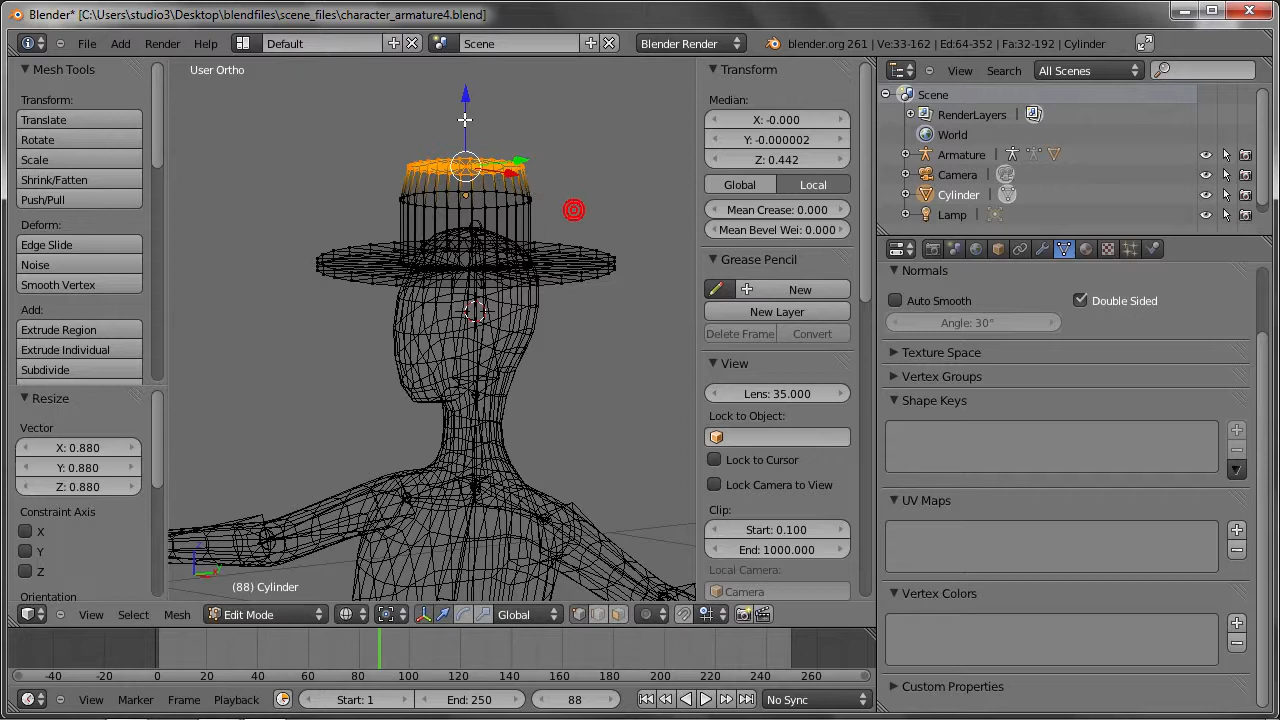 Blender* [C:\Users\studio3\Desktop\blendfiles\scene_files\character_armature4.blend]
File Add Render Help Default Scene Blender Render blender.org 261 | Ve:33-162 | Ed:64-352 | Fa:32-192 | Cylinder
Mesh Tools
Transform:
Translate
Rotate
Scale
Shrink/Fatten
Push/Pull
Deform:
Edge Slide
Noise
Smooth Vertex
Add:
Extrude Region
Extrude Individual
Subdivide
Resize
Vector
X: 0.880
Y: 0.880
Z: 0.880
Constraint Axis
X
Y
Z
Orientation
User Ortho
(88) Cylinder
Transform
Median:
X: -0.000
Y: -0.000002
Z: 0.442
Global Local
Mean Crease: 0.000
Mean Bevel Wei: 0.000
Grease Pencil
New
New Layer
Delete Frame Convert
View
Lens: 35.000
Lock to Object:
Lock to Cursor
Lock Camera to View
Clip:
Start: 0.100
End: 1000.000
Local Camera:
Camera
View Select Mesh Edit Mode Global
-40 -20 0 20 40 60 80 100 120 140 160 180 200 220 240 260
View Marker Frame Playback Start: 1 End: 250 88 No Sync
View Search All Scenes
Scene
RenderLayers
World
Armature
Camera
Cylinder
Lamp
Normals
Auto Smooth Double Sided
Angle: 30°
Texture Space
Vertex Groups
Shape Keys
UV Maps
Vertex Colors
Custom Properties